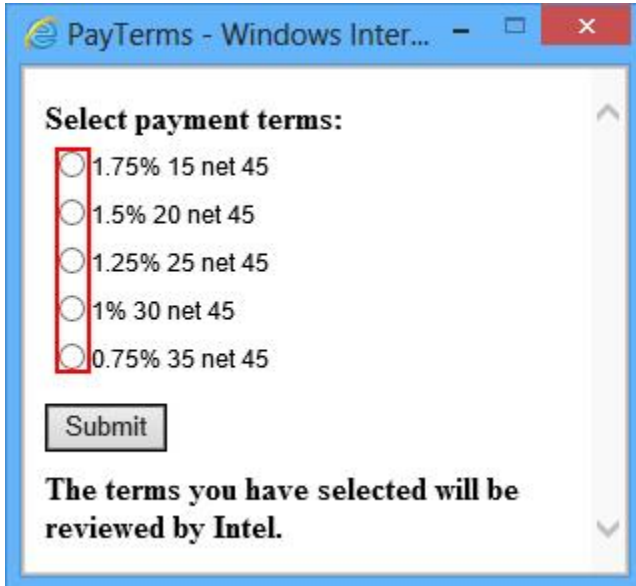 PayTerms - Windows Inter...
Select payment terms:
1.75% 15 net 45
1.5% 20 net 45
1.25% 25 net 45
1% 30 net 45
0.75% 35 net 45
Submit
The terms you have selected will be
reviewed by Intel.